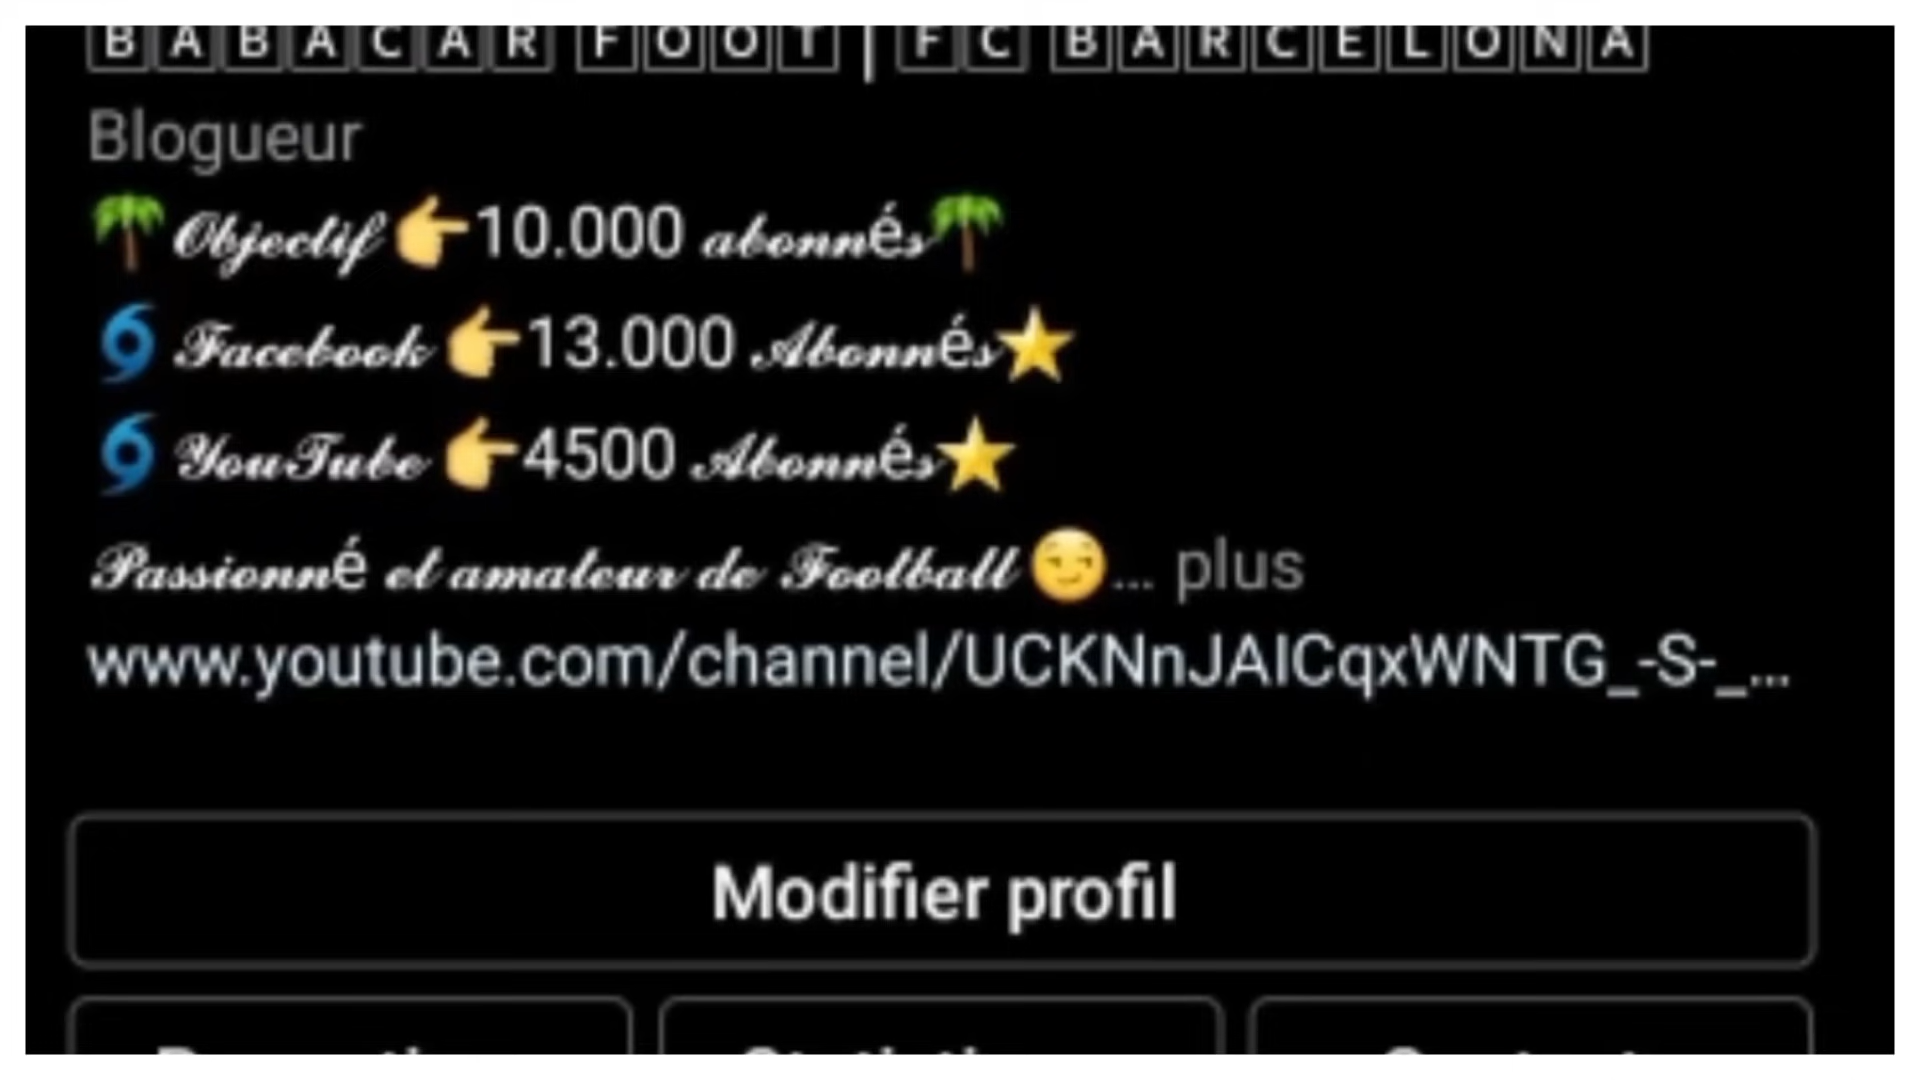 BABACAR FOOT | FC BARCELONA
Blogueur
🌴Objectif 👉10.000 abonnés🌴
🌀Facebook 👉13.000 Abonnés⭐
🌀YouTube 👉4500 Abonnés⭐
Passionné et amateur de Football 😏... plus
www.youtube.com/channel/UCKNnJAICqxWNTG_-S-_...
Modifier profil